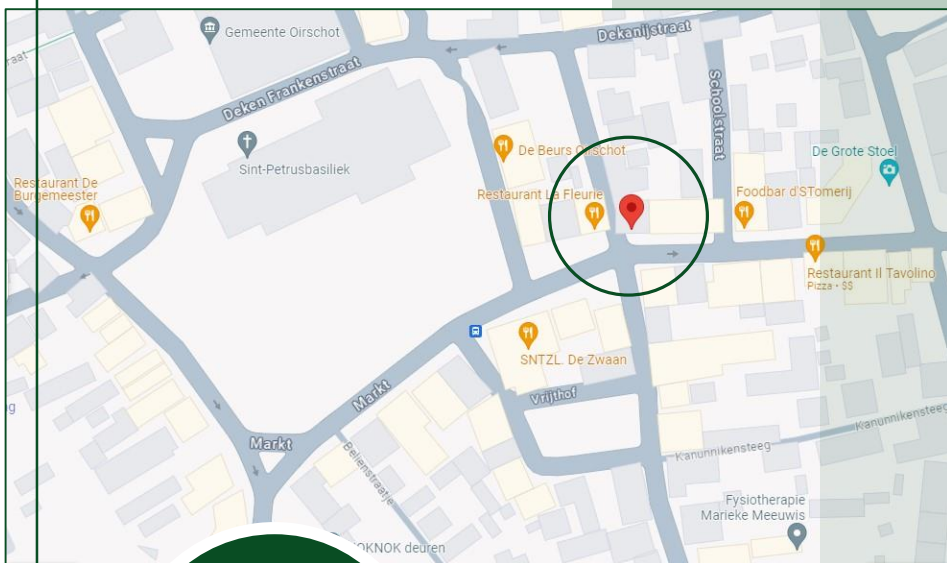 Gemeente Oirschot
Dekanijstraat
Deken Frankenstraat
Schoolstraat
Sint-Petrusbasiliek
De Beurs Oirschot
De Grote Stoel
Restaurant De
Burgemeester
Restaurant La Fleurie
Foodbar d'STomerij
Restaurant Il Tavolino
Pizza • $$
SNTZL. De Zwaan
Vrijthof
Markt
Markt
Kanunnikensteeg
Kanunnikensteeg
Beilenstraatje
Fysiotherapie
Marieke Meeuwis
OKNOK deuren